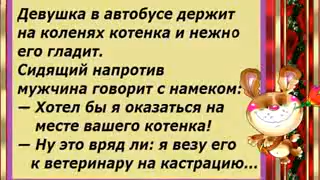 Девушка в автобусе держит
на коленях котенка и нежно
его гладит.
Сидящий напротив
мужчина говорит с намеком:
— Хотел бы я оказаться на
месте вашего котенка!
— Ну это вряд ли: я везу его
к ветеринару на кастрацию...